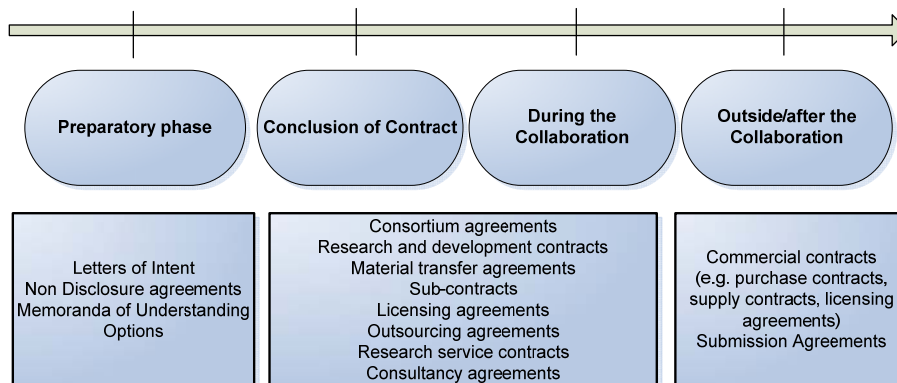 Preparatory phase
Conclusion of Contract
During the
Collaboration
Outside/after the
Collaboration
Letters of Intent
Non Disclosure agreements
Memoranda of Understanding
Options
Consortium agreements
Research and development contracts
Material transfer agreements
Sub-contracts
Licensing agreements
Outsourcing agreements
Research service contracts
Consultancy agreements
Commercial contracts
(e.g. purchase contracts,
supply contracts, licensing
agreements)
Submission Agreements